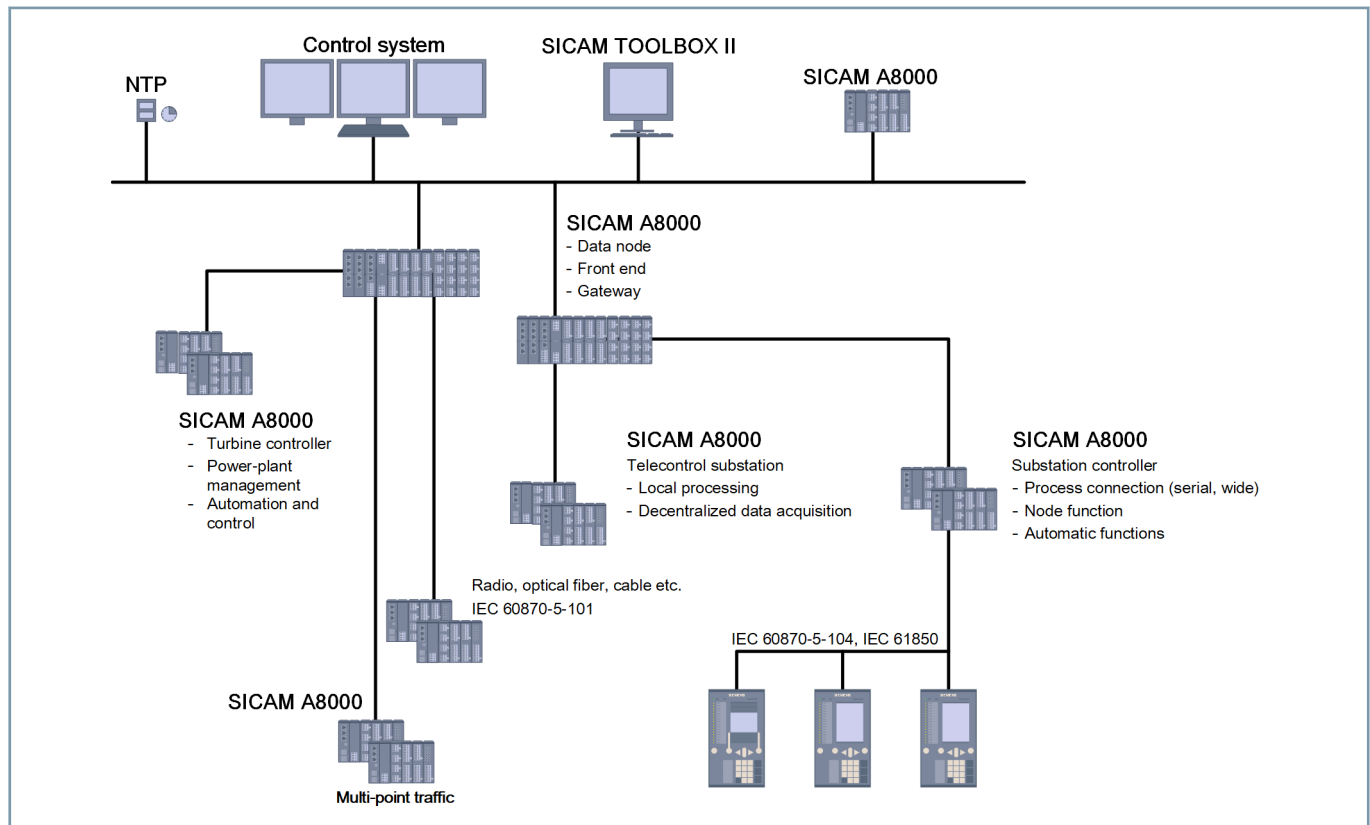 Control system
SICAM TOOLBOX II
NTP
SICAM A8000
SICAM A8000
- Data node
- Front end
- Gateway
SICAM A8000
- Turbine controller
- Power-plant
management
- Automation and
control
SICAM A8000
Telecontrol substation
- Local processing
- Decentralized data acquisition
SICAM A8000
Substation controller
- Process connection (serial, wide)
- Node function
- Automatic functions
Radio, optical fiber, cable etc.
IEC 60870-5-101
IEC 60870-5-104, IEC 61850
SICAM A8000
Multi-point traffic
SIEMENS
SIEMENS
SIEMENS